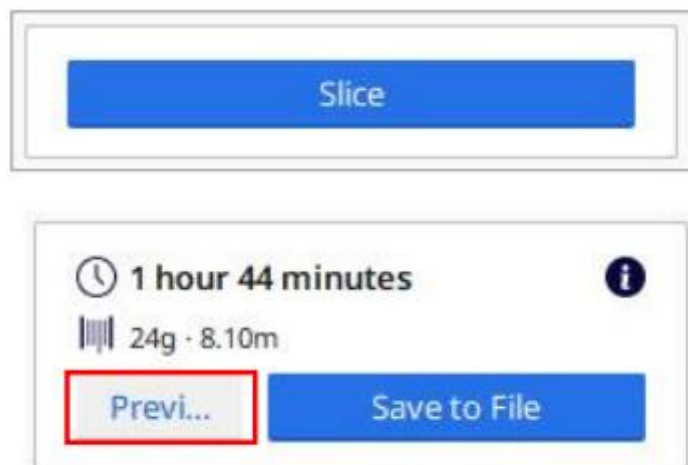 Slice
1 hour 44 minutes
24g · 8.10m
Previ...
Save to File